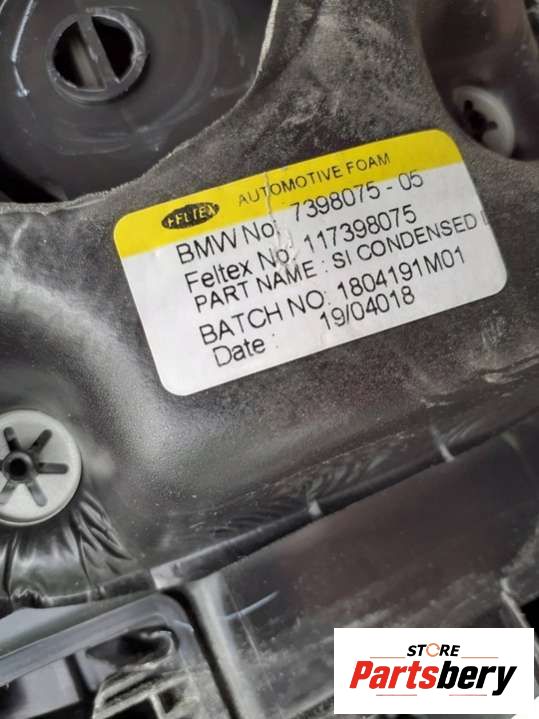 FELTEX AUTOMOTIVE FOAM
BMW No. 7398075 - 05
Feltex No. 117398075
PART NAME : SI CONDENSED
BATCH NO. 1804191M01
Date : 19/04018
STORE
Partsbery